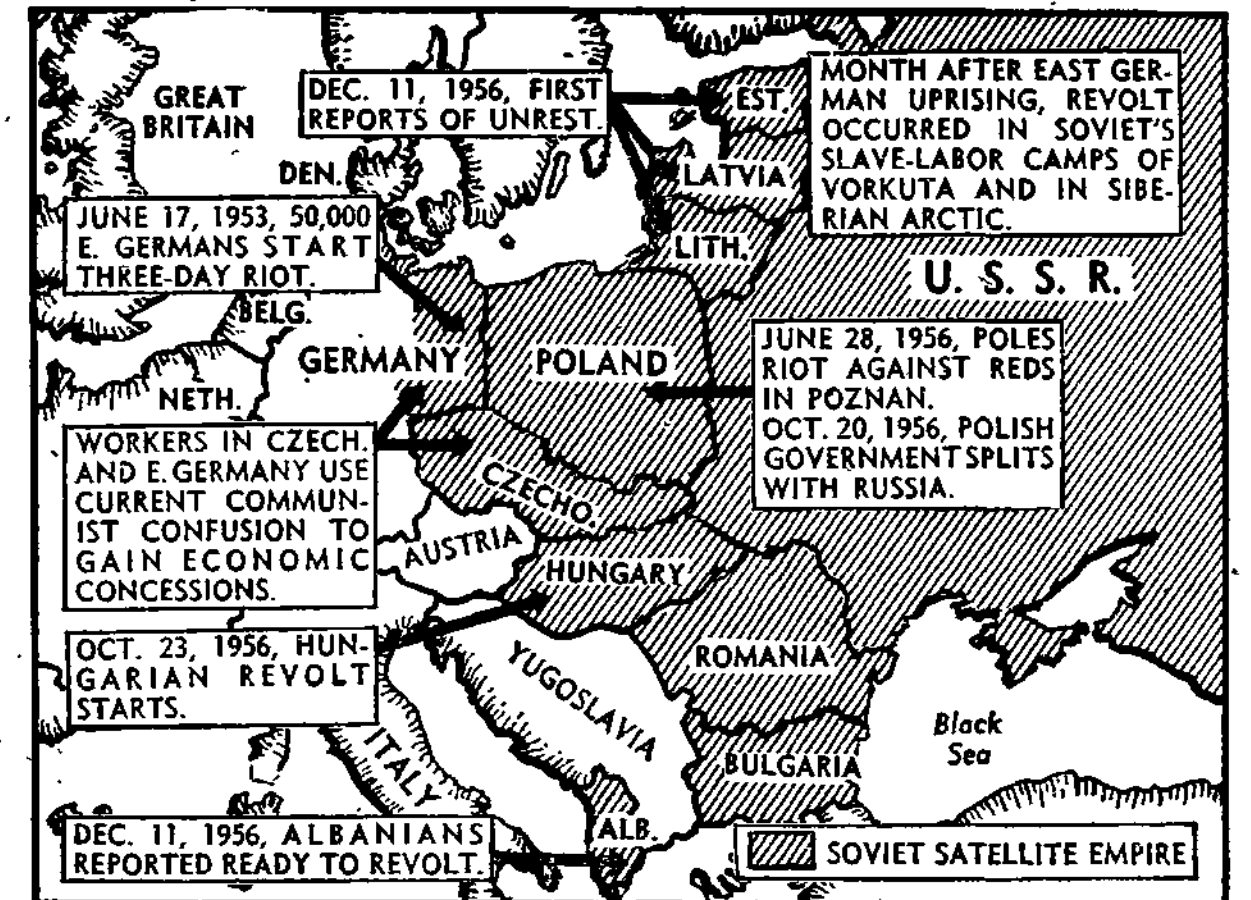 GREAT
BRITAIN
DEC. 11, 1956, FIRST
REPORTS OF UNREST.
EST.
MONTH AFTER EAST GER-
MAN UPRISING, REVOLT
OCCURRED IN SOVIET'S
SLAVE-LABOR CAMPS OF
VORKUTA AND IN SIBE-
RIAN ARCTIC.
DEN.
LATVIA
JUNE 17, 1953, 50,000
E. GERMANS START
THREE-DAY RIOT.
LITH.
U. S. S. R.
BELG.
GERMANY
POLAND
JUNE 28, 1956, POLES
RIOT AGAINST REDS
IN POZNAN.
OCT. 20, 1956, POLISH
GOVERNMENT SPLITS
WITH RUSSIA.
NETH.
WORKERS IN CZECH.
AND E. GERMANY USE
CURRENT COMMUN-
IST CONFUSION TO
GAIN ECONOMIC
CONCESSIONS.
CZECHO.
AUSTRIA
HUNGARY
OCT. 23, 1956, HUN-
GARIAN REVOLT
STARTS.
YUGOSLAVIA
ROMANIA
Black
Sea
ITALY
BULGARIA
DEC. 11, 1956, ALBANIANS
REPORTED READY TO REVOLT.
ALB.
SOVIET SATELLITE EMPIRE